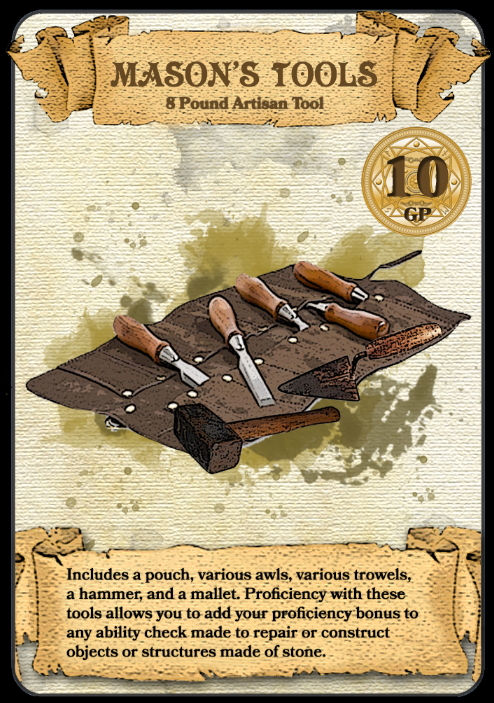 MASON'S TOOLS
8 Pound Artisan Tool
10
GP
Includes a pouch, various awls, various trowels,
a hammer, and a mallet. Proficiency with these
tools allows you to add your proficiency bonus to
any ability check made to repair or construct
objects or structures made of stone.